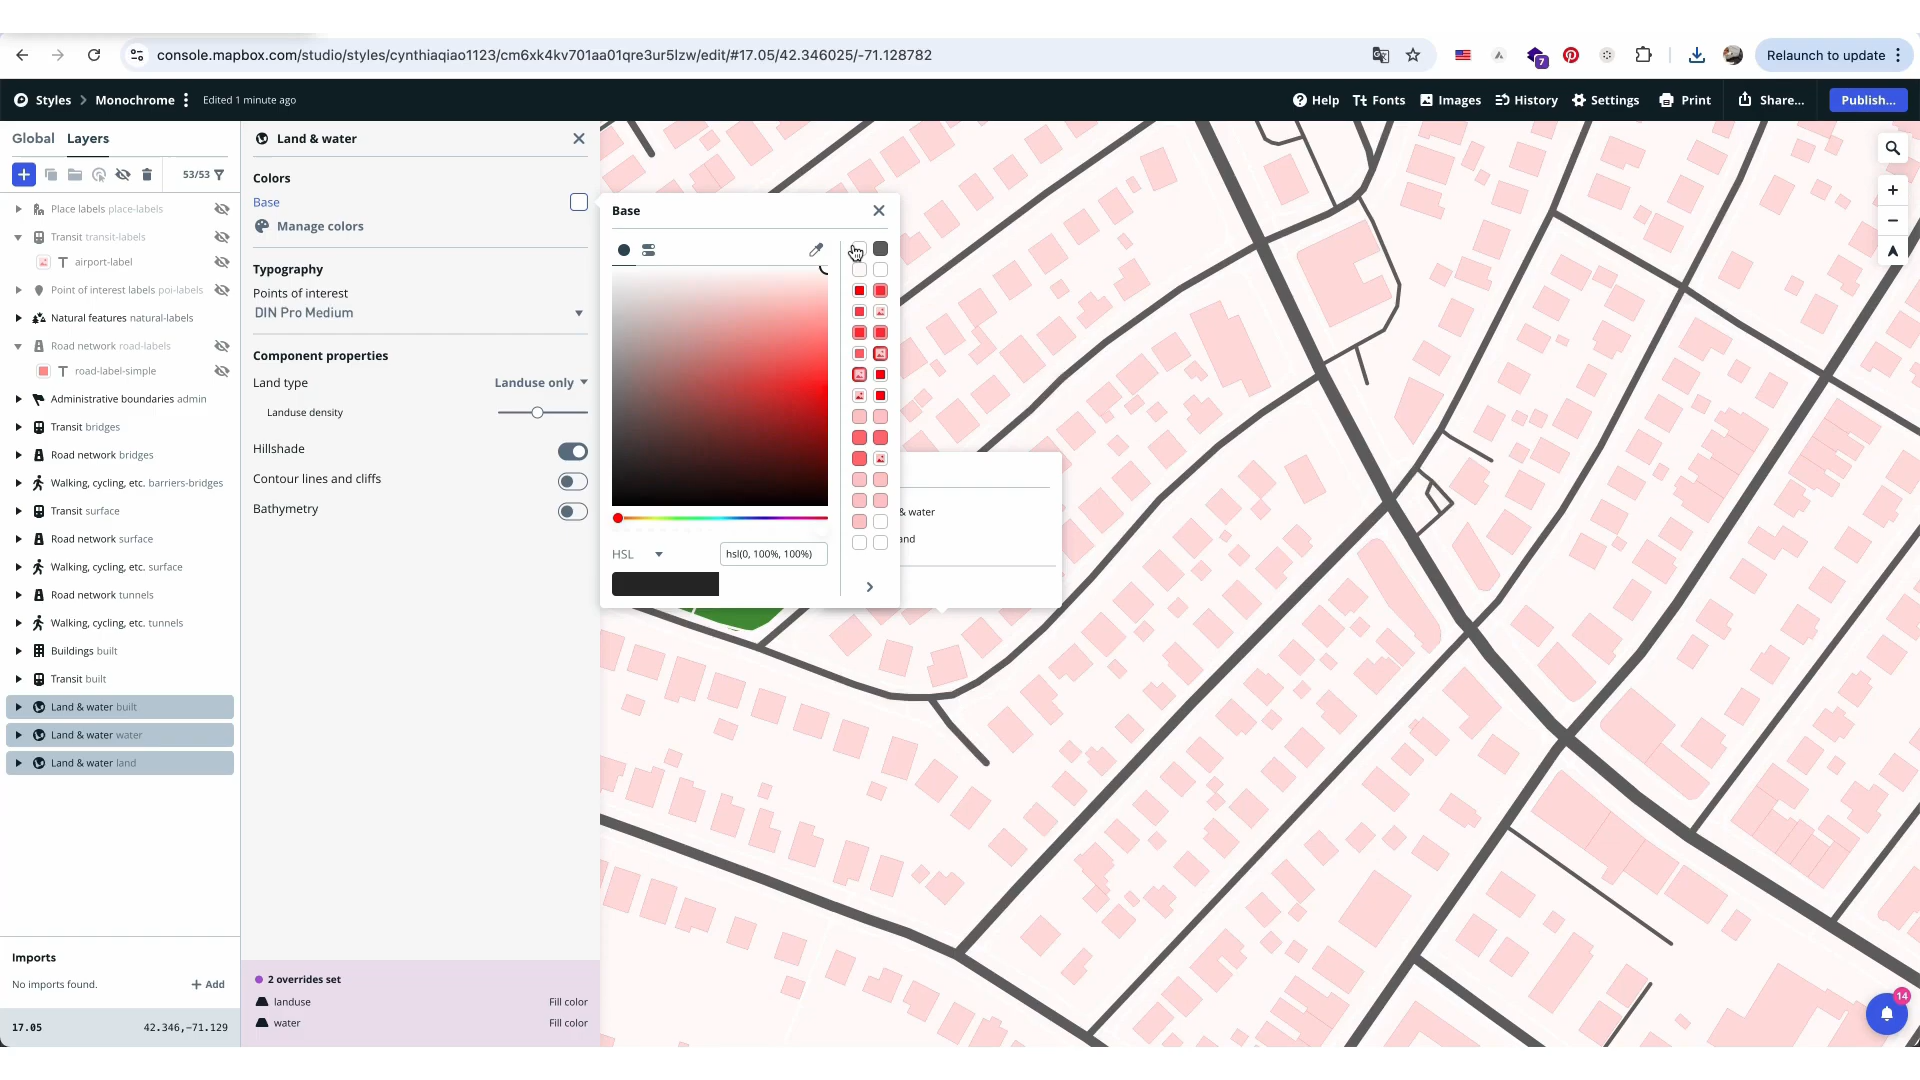 console.mapbox.com/studio/styles/cynthiaqiao1123/cm6xk4kv701aa01qre3ur5lzw/edit/#17.05/42.346025/-71.128782
7
Relaunch to update
Styles
Monochrome
Edited 1 minute ago
Help
Tt Fonts
Images
History
Settings
Print
Share...
Publish...
Global
Layers
53/53
Place labels place-labels
Transit transit-labels
airport-label
Point of interest labels poi-labels
Natural features natural-labels
Road network road-labels
road-label-simple
Administrative boundaries admin
Transit bridges
Road network bridges
Walking, cycling, etc. barriers-bridges
Transit surface
Road network surface
Walking, cycling, etc. surface
Road network tunnels
Walking, cycling, etc. tunnels
Buildings built
Transit built
Land & water built
Land & water water
Land & water land
Imports
No imports found.
+ Add
17.05
42.346,-71.129
Land & water
Colors
Base
Manage colors
Typography
Points of interest
DIN Pro Medium
Component properties
Land type
Landuse only
Landuse density
Hillshade
Contour lines and cliffs
Bathymetry
2 overrides set
landuse
Fill color
water
Fill color
Base
HSL
hsl(0, 100%, 100%)
& water
and
14